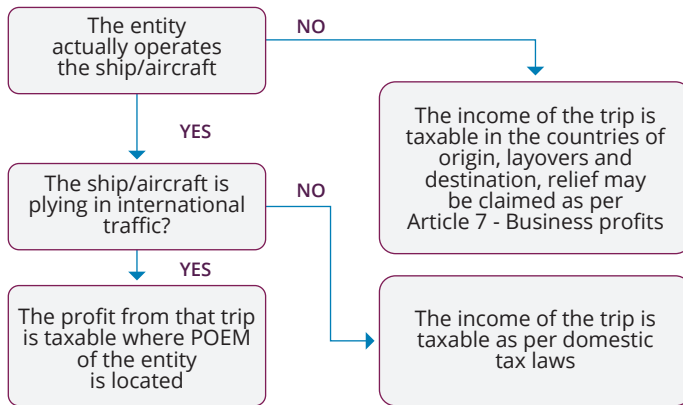 The entity
actually operates
the ship/aircraft
NO
YES
The income of the trip is
taxable in the countries of
origin, layovers and
destination, relief may
be claimed as per
Article 7 - Business profits
The ship/aircraft is
plying in international
traffic?
NO
YES
The profit from that trip
is taxable where POEM
of the entity
is located
The income of the trip is
taxable as per domestic
tax laws